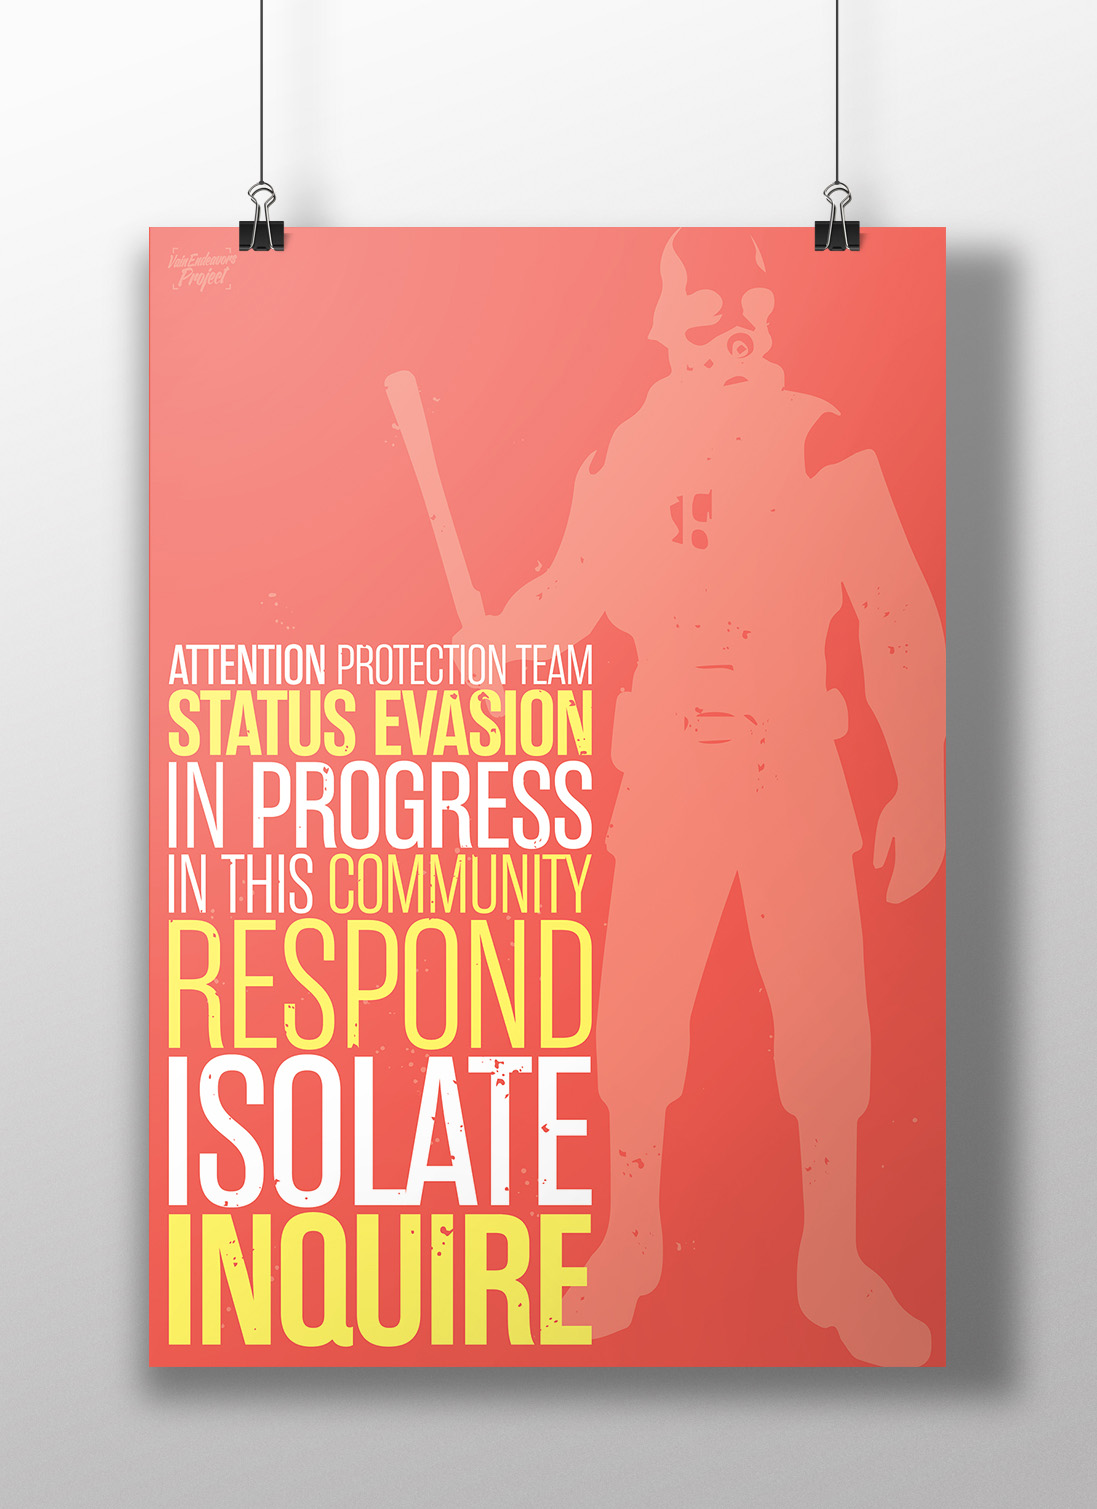 Vain Endeavors
Project
ATTENTION PROTECTION TEAM
STATUS EVASION
IN PROGRESS
IN THIS COMMUNITY
RESPOND
ISOLATE
INQUIRE